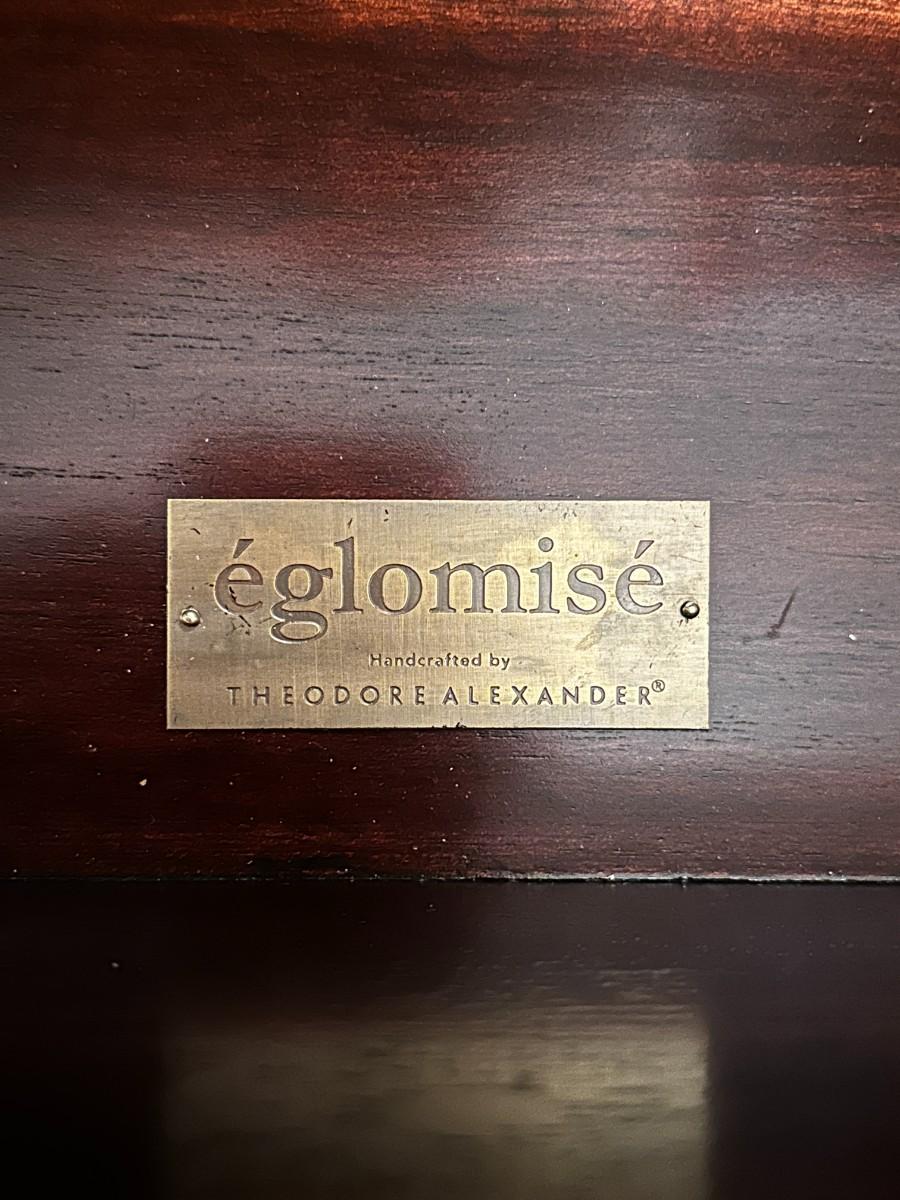 églomisé
Handcrafted by
THEODORE ALEXANDER®